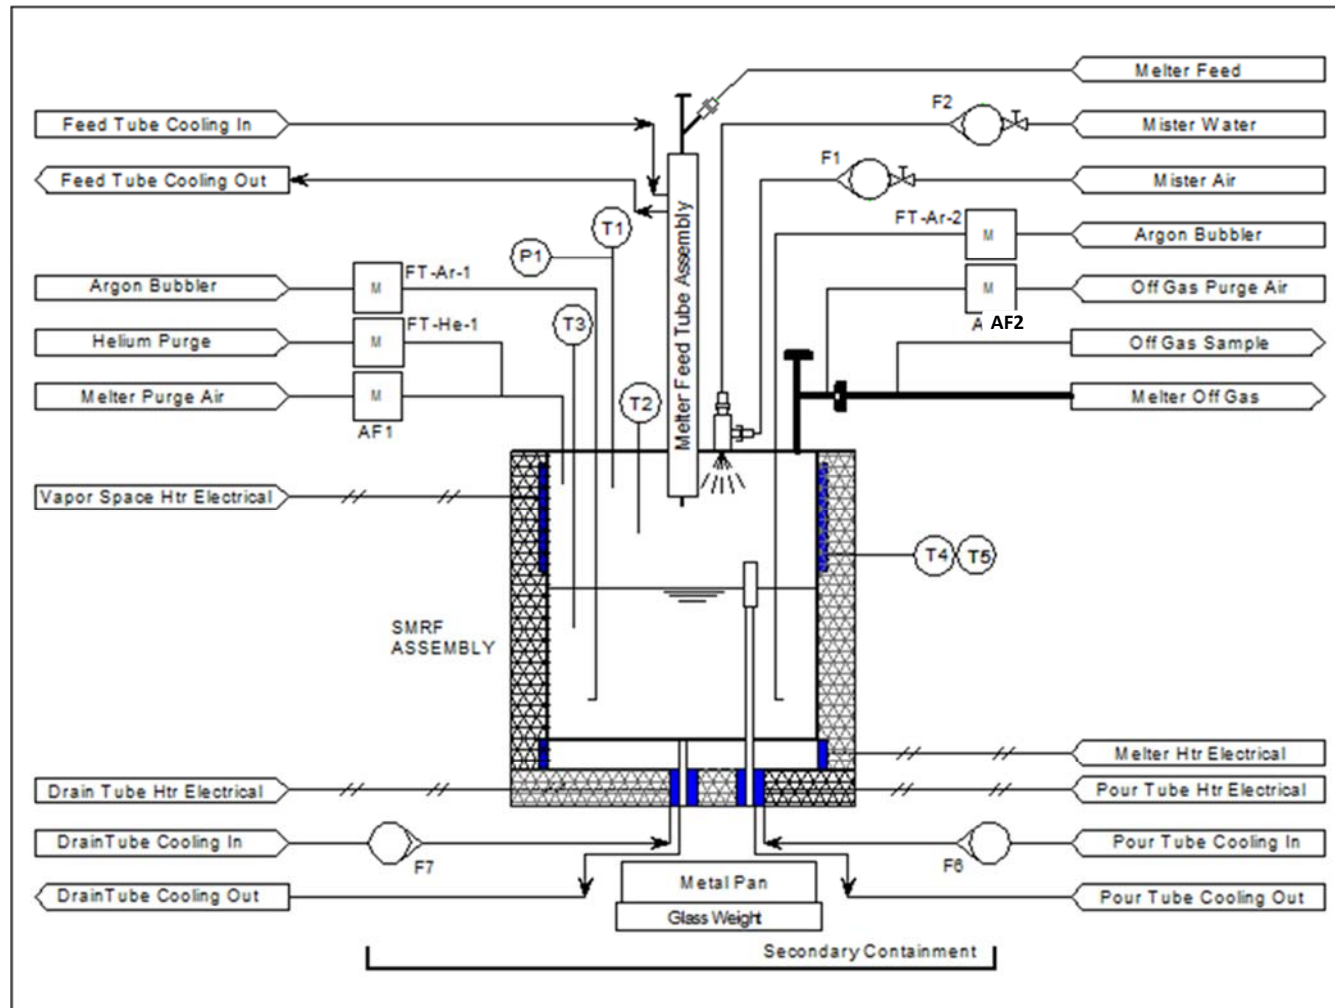 Melter Feed
F2
Feed Tube Cooling In
Mister Water
F1
Feed Tube Cooling Out
Mister Air
Melter Feed Tube Assembly
T1
FT-Ar-2
M
Argon Bubbler
P1
Argon Bubbler
M
FT-Ar-1
M
Off Gas Purge Air
A AF2
T3
Helium Purge
M
FT-He-1
Off Gas Sample
Melter Purge Air
M
AF1
T2
Melter Off Gas
Vapor Space Htr Electrical
T4
T5
SMRF
ASSEMBLY
Melter Htr Electrical
Drain Tube Htr Electrical
Pour Tube Htr Electrical
DrainTube Cooling In
F7
F6
Pour Tube Cooling In
Metal Pan
DrainTube Cooling Out
Pour Tube Cooling Out
Glass Weight
Secondary Containment